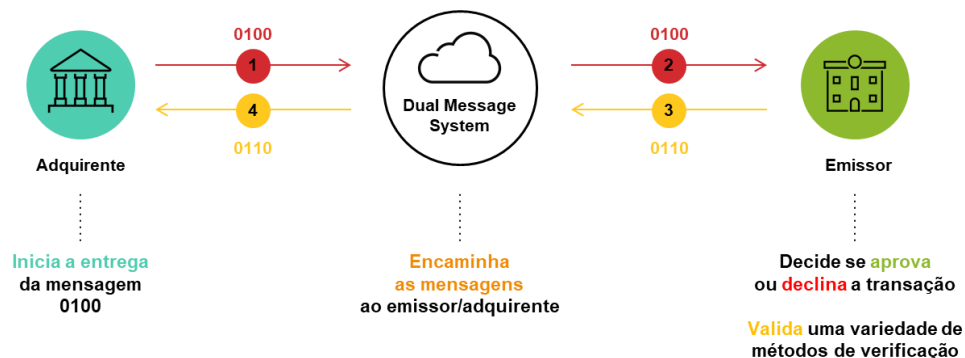 0100
0100
1
2
4
3
0110
0110
Dual Message
System
Adquirente
Emissor
Inicia a entrega
da mensagem
0100
Encaminha
as mensagens
ao emissor/adquirente
Decide se aprova
ou declina a transação
Valida uma variedade de
métodos de verificação